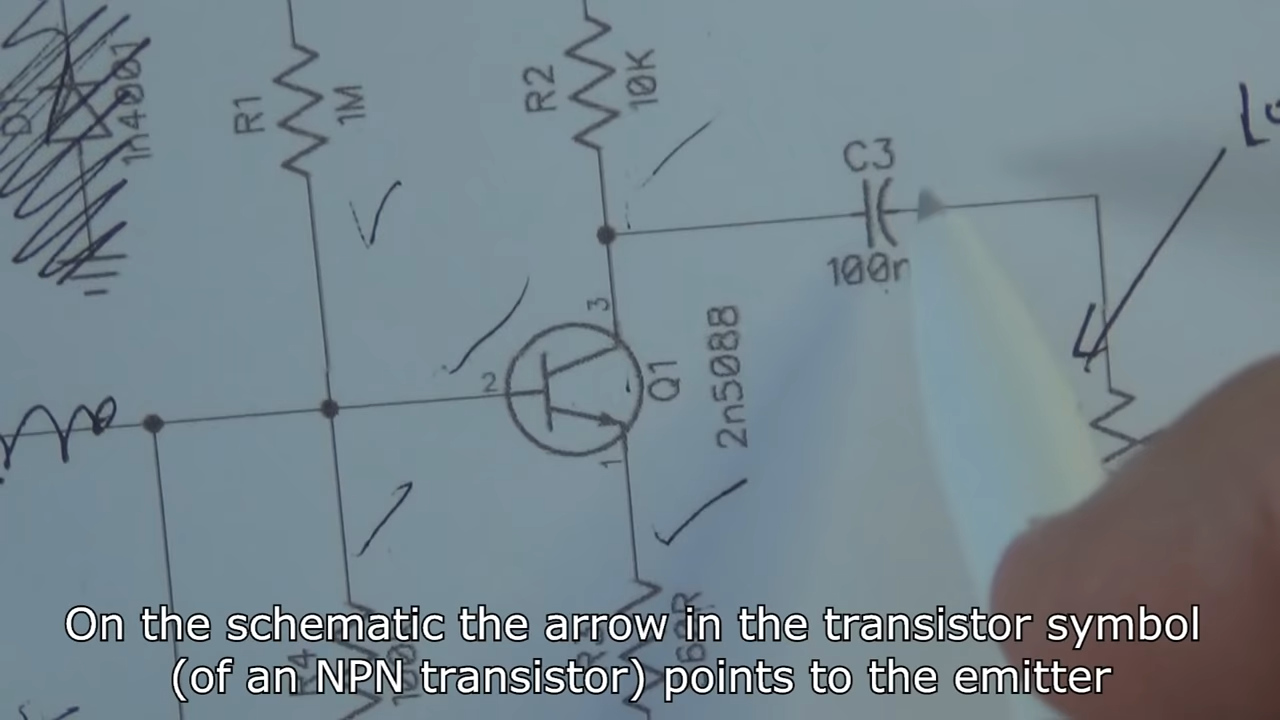 1n4001
R1
1M
R2
10K
C3
100n
3
2
1
Q1
2n5088
On the schematic the arrow in the transistor symbol
(of an NPN transistor) points to the emitter